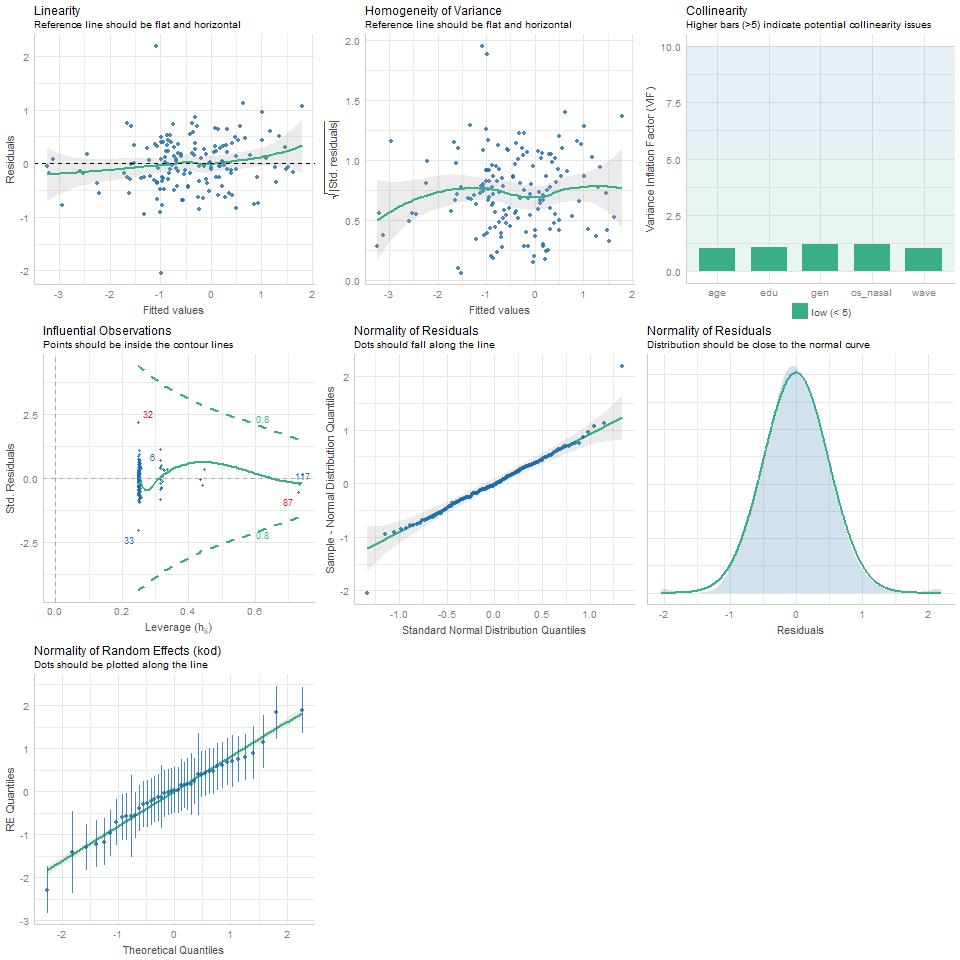 Linearity
Reference line should be flat and horizontal
Residuals
2
1
0
-1
-2
-3
-2
-1
0
1
2
Fitted values
Homogeneity of Variance
Reference line should be flat and horizontal
√|Std. residuals|
2.0
1.5
1.0
0.5
0.0
-3
-2
-1
0
1
2
Fitted values
Collinearity
Higher bars (>5) indicate potential collinearity issues
Variance Inflation Factor (VIF)
10.0
7.5
5.0
2.5
0.0
age
edu
gen
os_nasal
wave
low (< 5)
Influential Observations
Points should be inside the contour lines
Std. Residuals
2.5
0.0
-2.5
32
6
33
0.8
0.8
117
87
0.0
0.2
0.4
0.6
Leverage (hii)
Normality of Residuals
Dots should fall along the line
Sample - Normal Distribution Quantiles
2
1
0
-1
-2
-1.0
-0.5
0.0
0.5
1.0
Standard Normal Distribution Quantiles
Normality of Residuals
Distribution should be close to the normal curve
-2
-1
0
1
2
Residuals
Normality of Random Effects (kod)
Dots should be plotted along the line
RE Quantiles
2
1
0
-1
-2
-3
-2
-1
0
1
2
Theoretical Quantiles